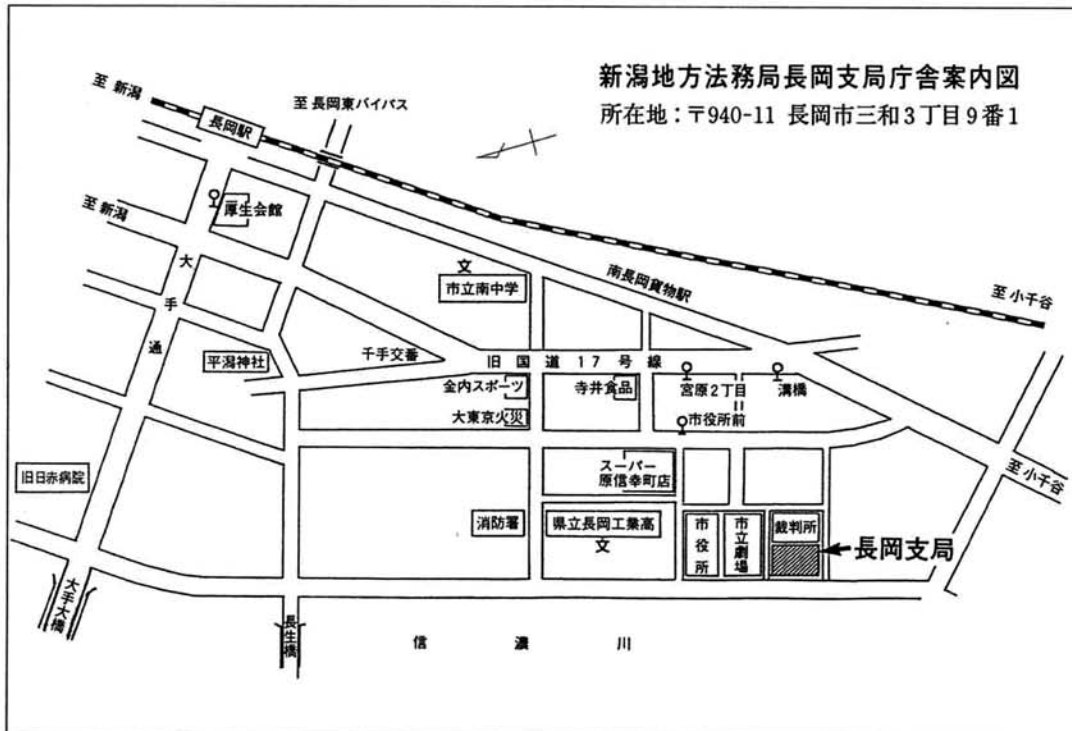 新潟地方法務局長岡支局庁舎案内図
所在地:〒940-11 長岡市三和3丁目9番1
至 新潟
長岡駅
至 長岡東バイパス
厚生会館
至 新潟
大手通
文
市立南中学
南長岡貨物駅
至 小千谷
平潟神社
千手交番
旧国道17号線
金内スポーツ
寺井食品
宮原2丁目
溝橋
大東京火災
市役所前
旧日赤病院
スーパー
原信幸町店
至 小千谷
消防署
県立長岡工業高
文
市役所
市立劇場
裁判所
長岡支局
大手大橋
長生橋
信濃川